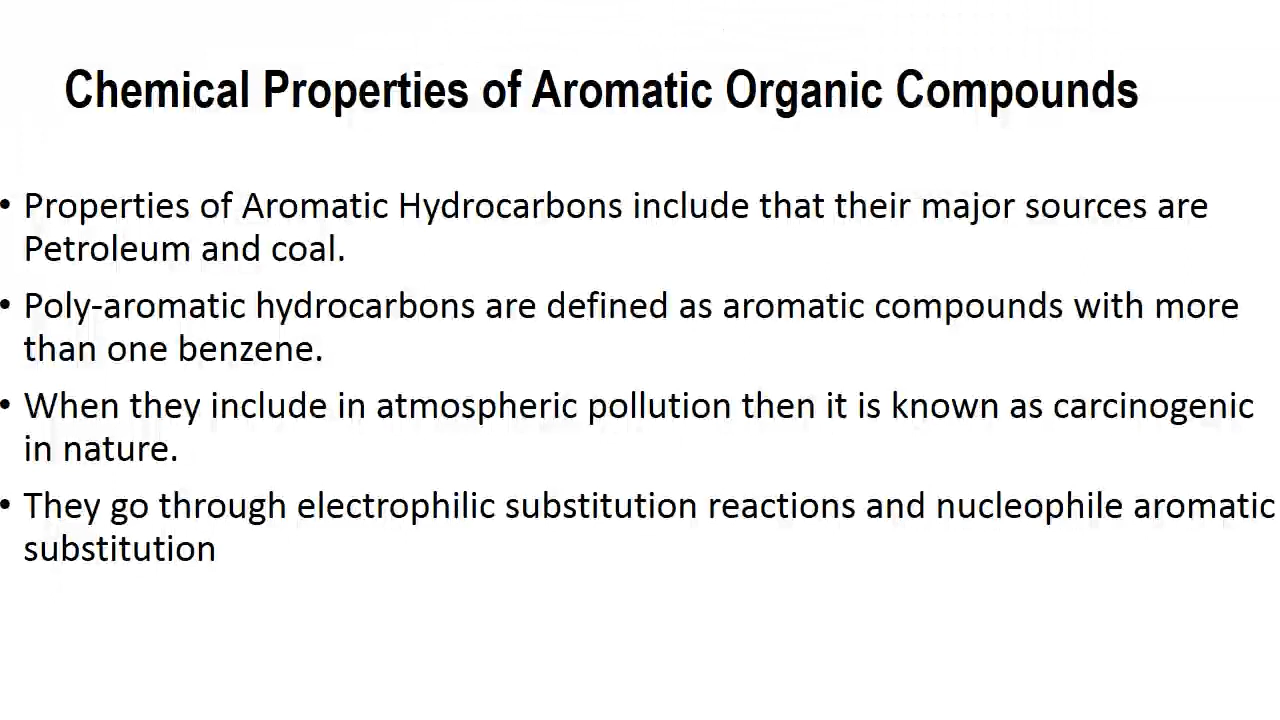 Chemical Properties of Aromatic Organic Compounds
• Properties of Aromatic Hydrocarbons include that their major sources are
Petroleum and coal.
• Poly-aromatic hydrocarbons are defined as aromatic compounds with more
than one benzene.
• When they include in atmospheric pollution then it is known as carcinogenic
in nature.
• They go through electrophilic substitution reactions and nucleophile aromatic
substitution